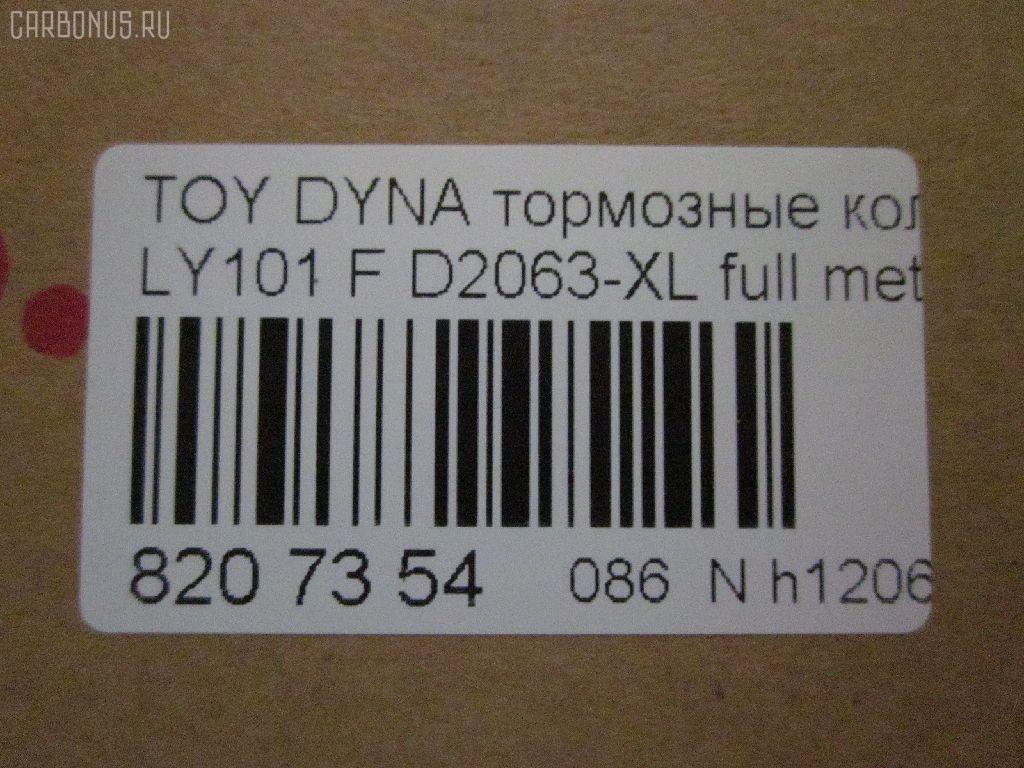 CARBONUS.RU
TOY DYNA тормозные кол
LY101 F D2063-XL full met
820 73 54 086 N h1206